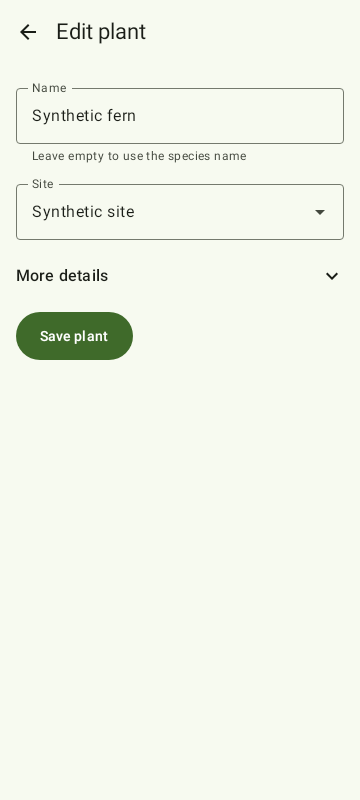 Edit plant
Name
Synthetic fern
Leave empty to use the species name
Site
Synthetic site
More details
Save plant